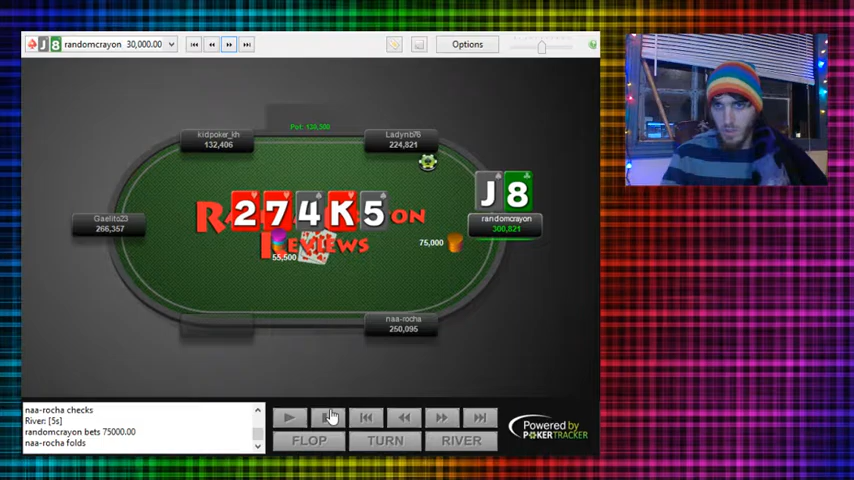 J 8 randomcrayon 30,000.00
Options
Pot: 130,500
kidpoker_kh
132,406
Ladynb76
224,821
J 8
randomcrayon
300,821
Gaelito23
266,357
2 7 4 K 5
REVIEWS
55,500
75,000
naa-rocha
250,095
naa-rocha checks
River: [5s]
randomcrayon bets 75000.00
naa-rocha folds
FLOP TURN RIVER
Powered by
POKERTRACKER